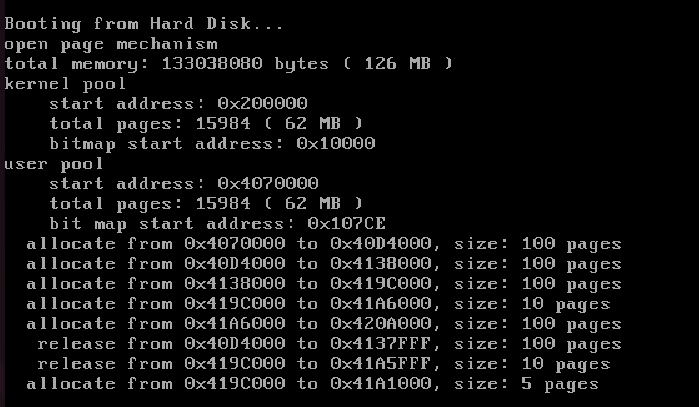 Booting from Hard Disk...
open page mechanism
total memory: 133038080 bytes ( 126 MB )
kernel pool
    start address: 0x200000
    total pages: 15984 ( 62 MB )
    bitmap start address: 0x10000
user pool
    start address: 0x4070000
    total pages: 15984 ( 62 MB )
    bit map start address: 0x107CE
  allocate from 0x4070000 to 0x40D4000, size: 100 pages
  allocate from 0x40D4000 to 0x4138000, size: 100 pages
  allocate from 0x4138000 to 0x419C000, size: 100 pages
  allocate from 0x419C000 to 0x41A6000, size: 10 pages
  allocate from 0x41A6000 to 0x420A000, size: 100 pages
   release from 0x40D4000 to 0x4137FFF, size: 100 pages
   release from 0x419C000 to 0x41A5FFF, size: 10 pages
  allocate from 0x419C000 to 0x41A1000, size: 5 pages